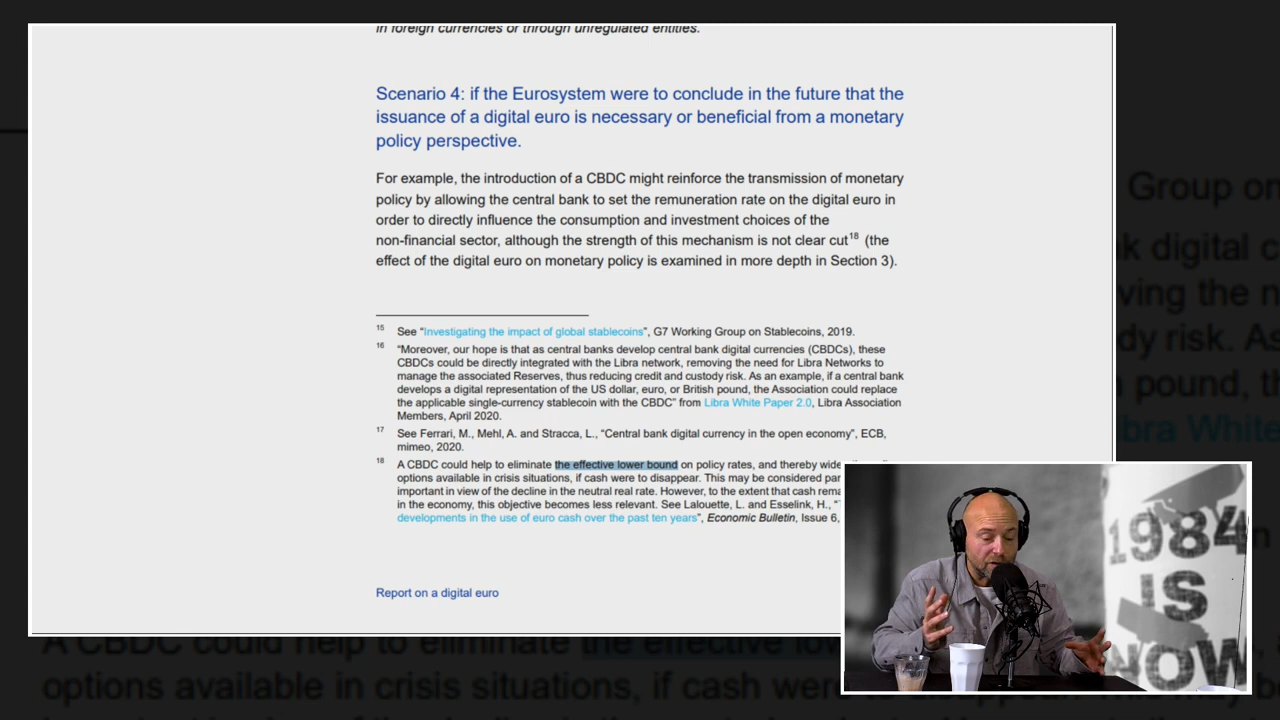 in foreign currencies or through unregulated entities.
Scenario 4: if the Eurosystem were to conclude in the future that the
issuance of a digital euro is necessary or beneficial from a monetary
policy perspective.
For example, the introduction of a CBDC might reinforce the transmission of monetary
policy by allowing the central bank to set the remuneration rate on the digital euro in
order to directly influence the consumption and investment choices of the
non-financial sector, although the strength of this mechanism is not clear cut18 (the
effect of the digital euro on monetary policy is examined in more depth in Section 3).
15 See “Investigating the impact of global stablecoins”, G7 Working Group on Stablecoins, 2019.
16 “Moreover, our hope is that as central banks develop central bank digital currencies (CBDCs), these
CBDCs could be directly integrated with the Libra network, removing the need for Libra Networks to
manage the associated Reserves, thus reducing credit and custody risk. As an example, if a central bank
develops a digital representation of the US dollar, euro, or British pound, the Association could replace
the applicable single-currency stablecoin with the CBDC” from Libra White Paper 2.0, Libra Association
Members, April 2020.
17 See Ferrari, M., Mehl, A. and Stracca, L., “Central bank digital currency in the open economy”, ECB,
mimeo, 2020.
18 A CBDC could help to eliminate the effective lower bound on policy rates, and thereby wide
options available in crisis situations, if cash were to disappear. This may be considered par
important in view of the decline in the neutral real rate. However, to the extent that cash rema
in the economy, this objective becomes less relevant. See Lalouette, L. and Esselink, H., “
developments in the use of euro cash over the past ten years”, Economic Bulletin, Issue 6,
Report on a digital euro
Group on
nk digital c
ving the n
dy risk. As
pound, th
ibra White
A CBDC could help to eliminate the effective low
options available in crisis situations, if cash were
1984
IS
NOW